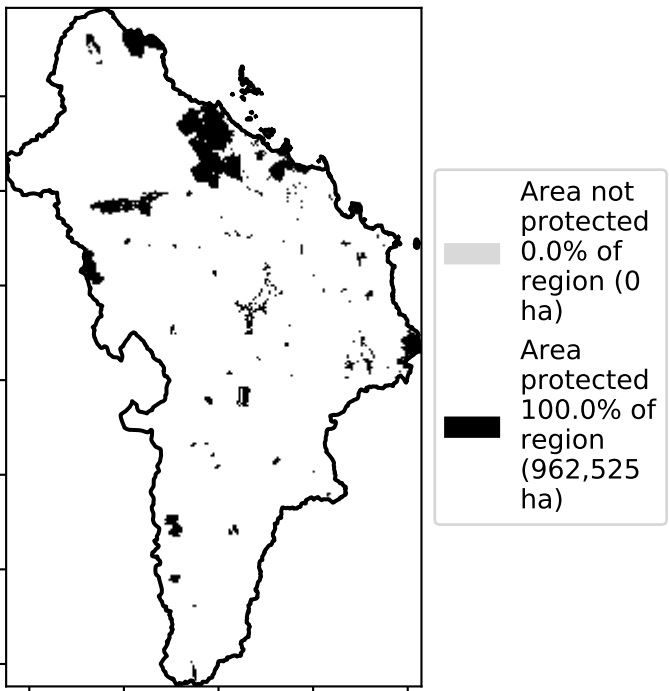 Area not
protected
0.0% of
region (0
ha)
Area
protected
100.0% of
region
(962,525
ha)